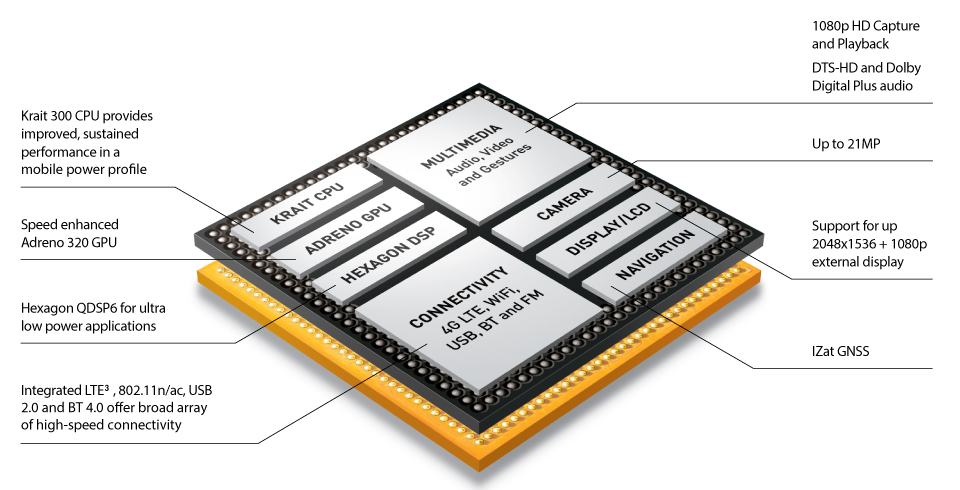 1080p HD Capture
and Playback
DTS-HD and Dolby
Digital Plus audio
Krait 300 CPU provides
improved, sustained
performance in a
mobile power profile
Up to 21MP
Speed enhanced
Adreno 320 GPU
Support for up
2048x1536 + 1080p
external display
Hexagon QDSP6 for ultra
low power applications
IZat GNSS
Integrated LTE³ , 802.11n/ac, USB
2.0 and BT 4.0 offer broad array
of high-speed connectivity
MULTIMEDIA
Audio, Video
and Gestures
KRAIT CPU
ADRENO GPU
HEXAGON DSP
CAMERA
DISPLAY/LCD
NAVIGATION
CONNECTIVITY
4G LTE, WiFi,
USB, BT and FM